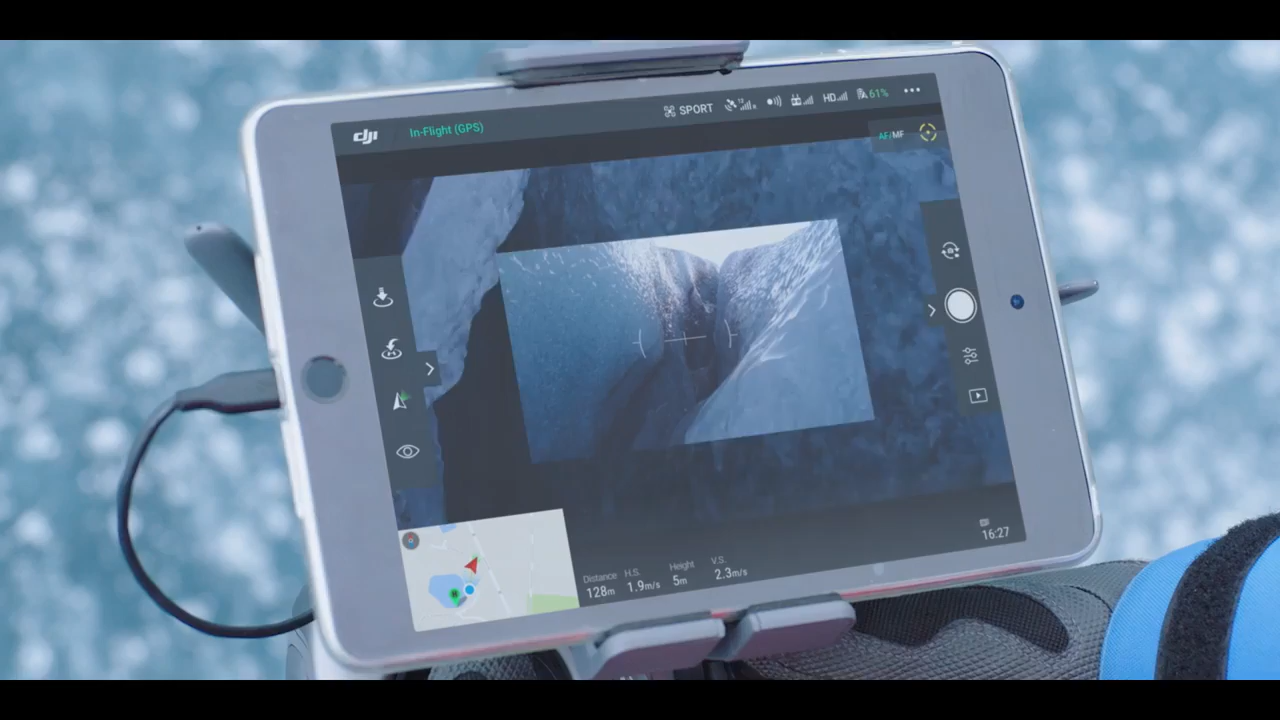 dji
In-Flight (GPS)
SPORT
HD
61%
AF/MF
Distance
128m
H.S.
1.9m/s
Height
5m
V.S.
2.3m/s
16:27